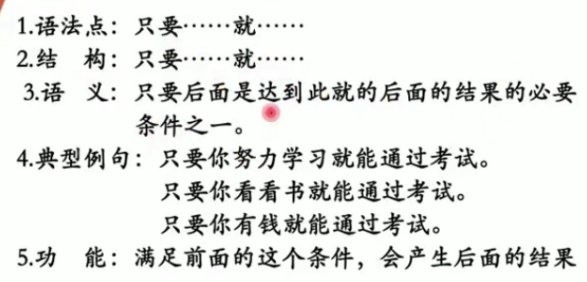 1.语法点：只要……就……
2.结 构：只要……就……
3.语 义：只要后面是达到此就的后面的结果的必要
条件之一。
4.典型例句：只要你努力学习就能通过考试。
只要你看看书就能通过考试。
只要你有钱就能通过考试。
5.功 能：满足前面的这个条件，会产生后面的结果